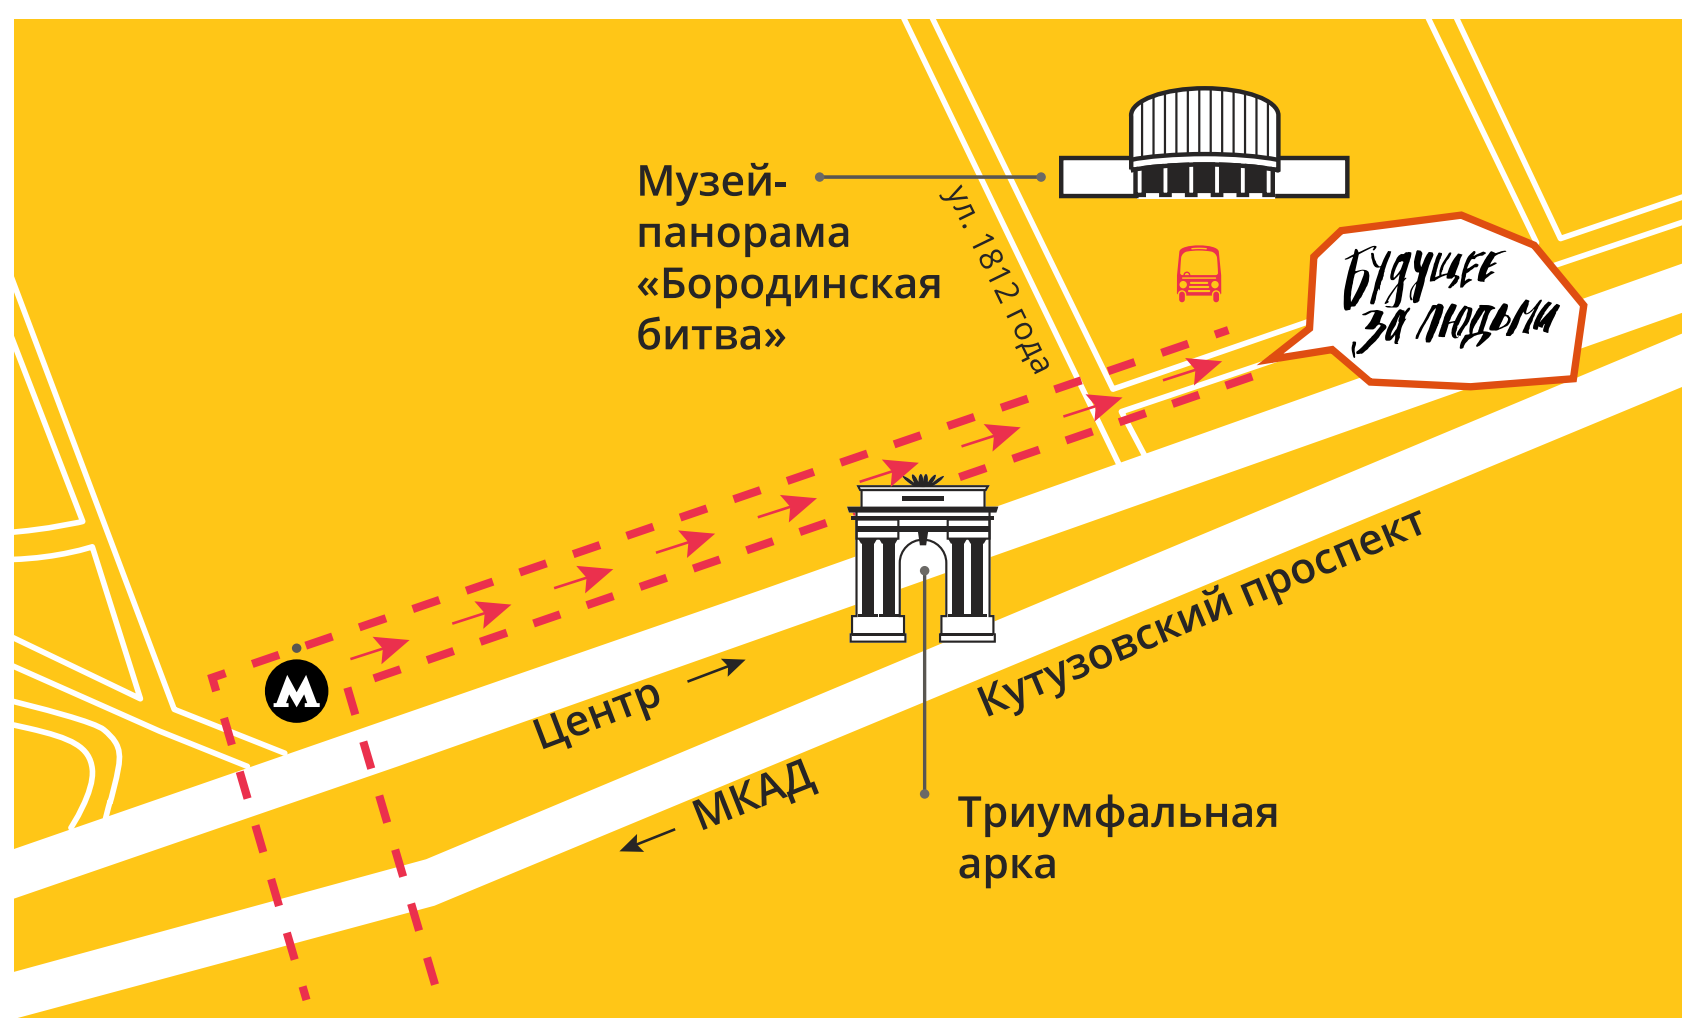 Музей-
панорама
«Бородинская
битва»
ул. 1812 года
Будущее
за людьми
М
Центр
Кутузовский проспект
МКАД
Триумфальная
арка